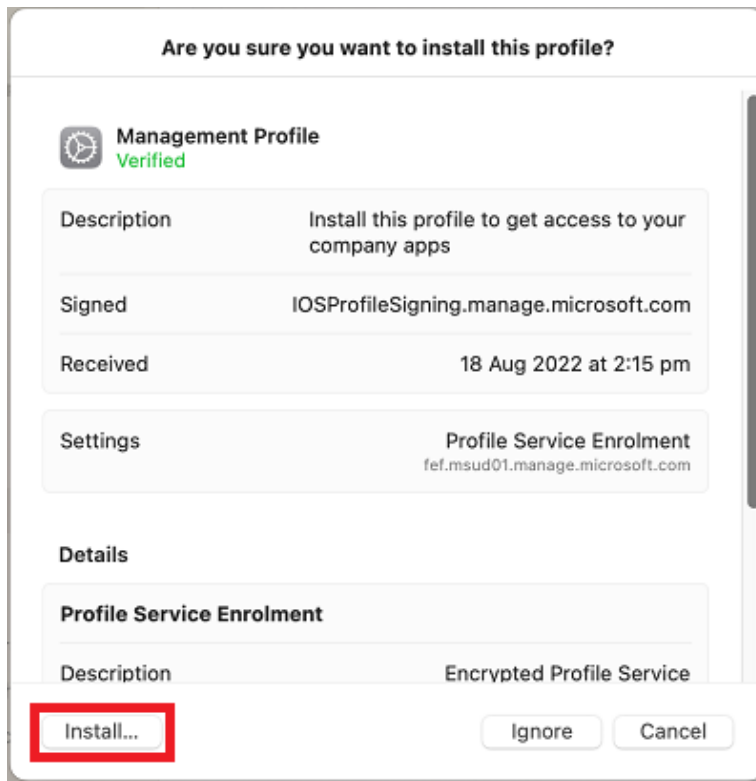 Are you sure you want to install this profile?
Management Profile
Verified
Description
Install this profile to get access to your
company apps
Signed
IOSProfileSigning.manage.microsoft.com
Received
18 Aug 2022 at 2:15 pm
Settings
Profile Service Enrolment
fef.msud01.manage.microsoft.com
Details
Profile Service Enrolment
Description
Encrypted Profile Service
Install...
Ignore
Cancel